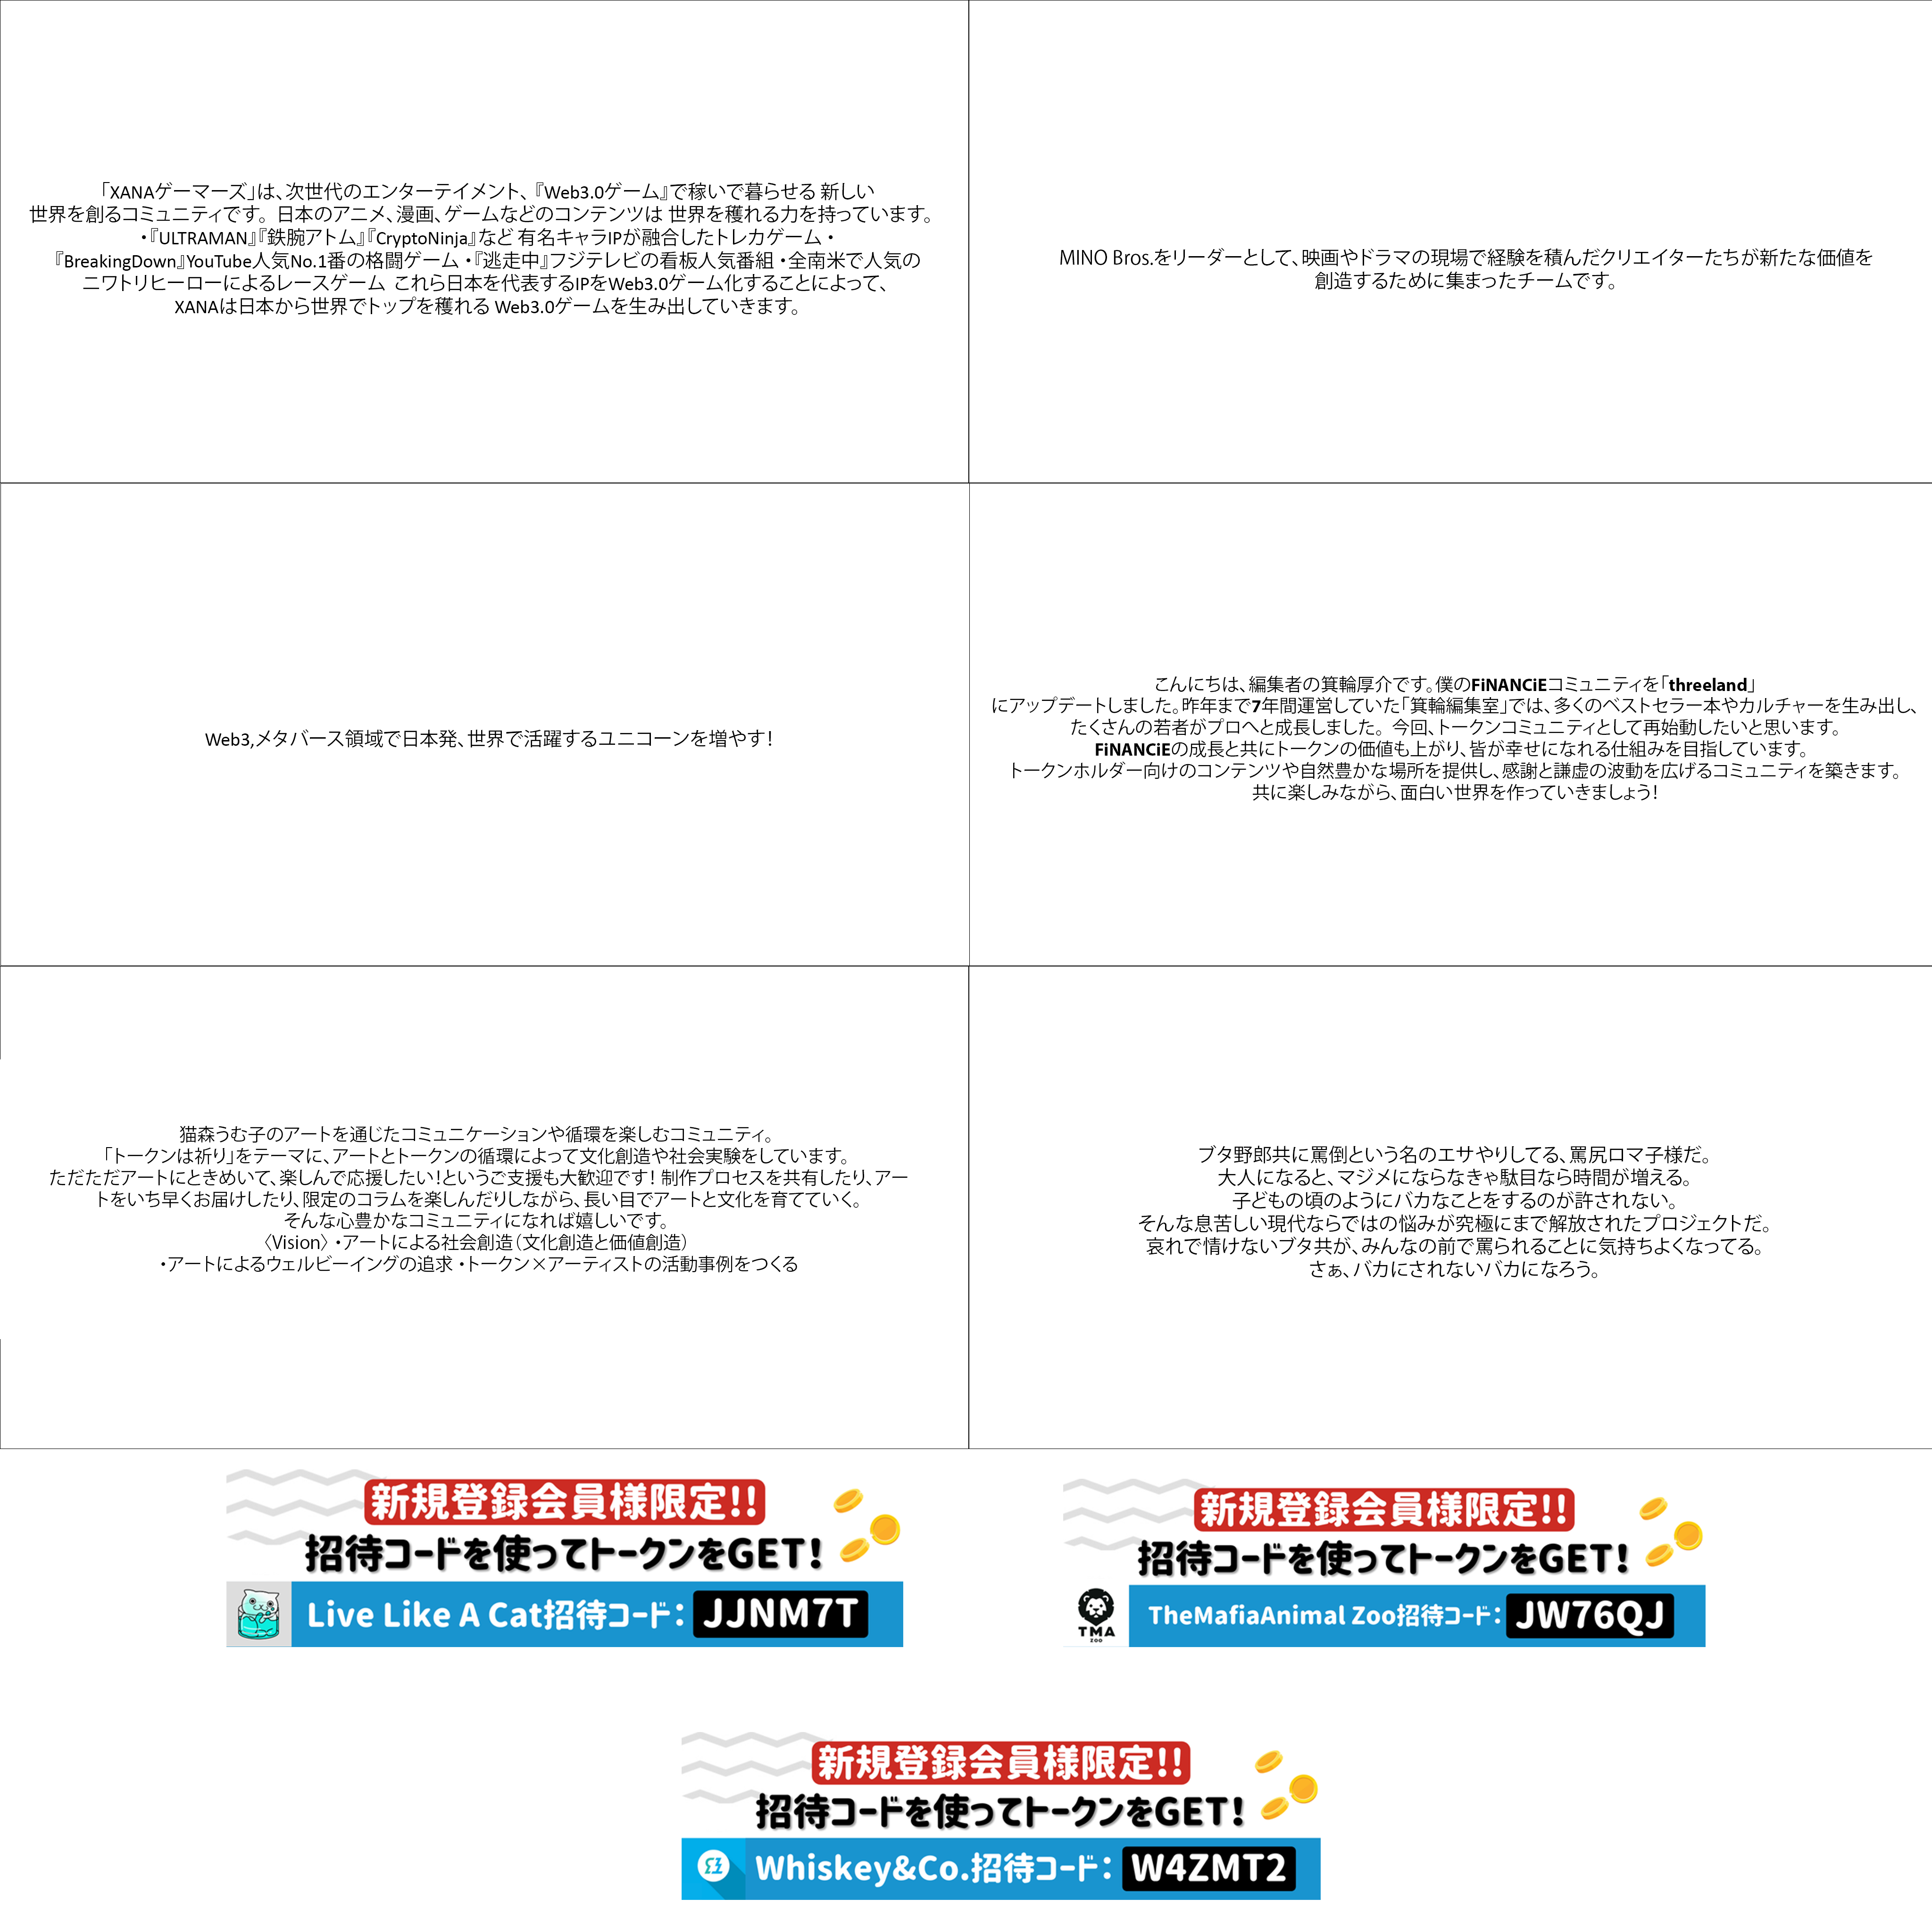 「XANAゲーマーズ」は、次世代のエンターテイメント、『Web3.0ゲーム』で稼いで暮らせる 新しい
世界を創るコミュニティです。 日本のアニメ、漫画、ゲームなどのコンテンツは 世界を穫れる力を持っています。
・『ULTRAMAN』『鉄腕アトム』『CryptoNinja』など 有名キャラIPが融合したトレカゲーム ・
『BreakingDown』YouTube人気No.1番の格闘ゲーム ・『逃走中』フジテレビの看板人気番組 ・全南米で人気の
ニワトリヒーローによるレースゲーム これら日本を代表するIPをWeb3.0ゲーム化することによって、
XANAは日本から世界でトップを穫れる Web3.0ゲームを生み出していきます。
MINO Bros.をリーダーとして、映画やドラマの現場で経験を積んだクリエイターたちが新たな価値を
創造するために集まったチームです。
Web3,メタバース領域で日本発、世界で活躍するユニコーンを増やす!
こんにちは、編集者の箕輪厚介です。僕のFiNANCiEコミュニティを「threeland」
にアップデートしました。昨年まで7年間運営していた「箕輪編集室」では、多くのベストセラー本やカルチャーを生み出し、
たくさんの若者がプロへと成長しました。 今回、トークンコミュニティとして再始動したいと思います。
FiNANCiEの成長と共にトークンの価値も上がり、皆が幸せになれる仕組みを目指しています。
トークンホルダー向けのコンテンツや自然豊かな場所を提供し、感謝と謙虚の波動を広げるコミュニティを築きます。
共に楽しみながら、面白い世界を作っていきましょう!
猫森うむ子のアートを通じたコミュニケーションや循環を楽しむコミュニティ。
「トークンは祈り」をテーマに、アートとトークンの循環によって文化創造や社会実験をしています。
ただただアートにときめいて、楽しんで応援したい!というご支援も大歓迎です! 制作プロセスを共有したり、アー
トをいち早くお届けしたり、限定のコラムを楽しんだりしながら、長い目でアートと文化を育てていく。
そんな心豊かなコミュニティになれば嬉しいです。
〈Vision〉 ・アートによる社会創造(文化創造と価値創造)
・アートによるウェルビーイングの追求 ・トークン×アーティストの活動事例をつくる
ブタ野郎共に罵倒という名のエサやりしてる、罵尻ロマ子様だ。
大人になると、マジメにならなきゃ駄目なら時間が増える。
子どもの頃のようにバカなことをするのが許されない。
そんな息苦しい現代ならではの悩みが究極にまで解放されたプロジェクトだ。
哀れで情けないブタ共が、みんなの前で罵られることに気持ちよくなってる。
さぁ、バカにされないバカになろう。
新規登録会員様限定!!
招待コードを使ってトークンをGET!
Live Like A Cat招待コード: JJNM7T
新規登録会員様限定!!
招待コードを使ってトークンをGET!
TMA
ZOO
TheMafiaAnimal Zoo招待コード: JW76QJ
新規登録会員様限定!!
招待コードを使ってトークンをGET!
Whiskey&Co.招待コード: W4ZMT2